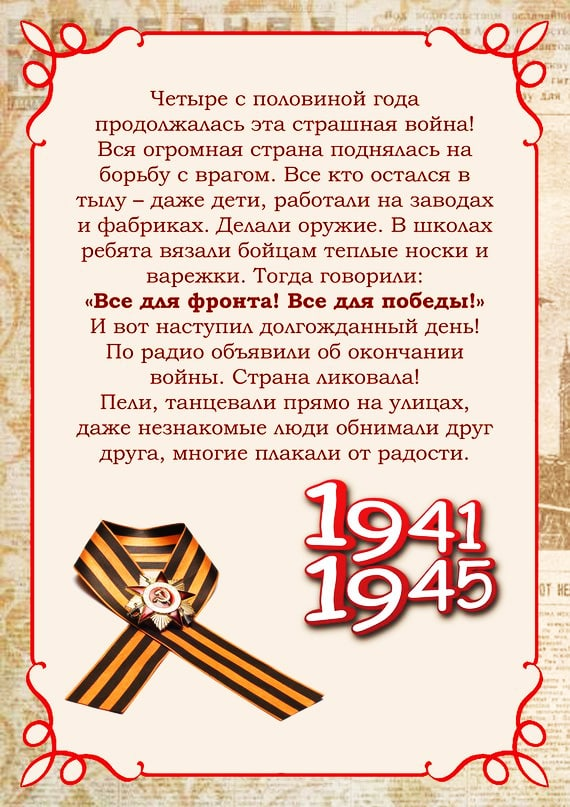 Четыре с половиной года
продолжалась эта страшная война!
Вся огромная страна поднялась на
борьбу с врагом. Все кто остался в
тылу – даже дети, работали на заводах
и фабриках. Делали оружие. В школах
ребята вязали бойцам теплые носки и
варежки. Тогда говорили:
«Все для фронта! Все для победы!»
И вот наступил долгожданный день!
По радио объявили об окончании
войны. Страна ликовала!
Пели, танцевали прямо на улицах,
даже незнакомые люди обнимали друг
друга, многие плакали от радости.
1941
1945